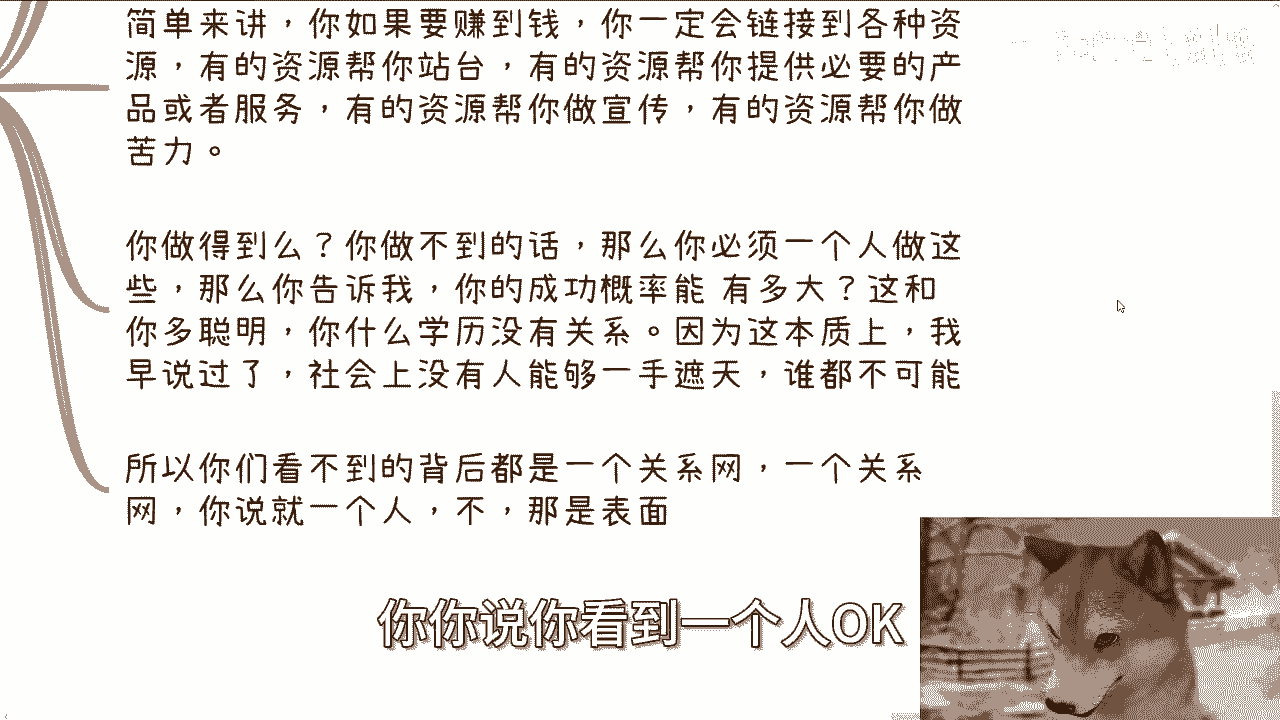 简单来讲，你如果要赚到钱，你一定会链接到各种资
源，有的资源帮你站台，有的资源帮你提供必要的产
品或者服务，有的资源帮你做宣传，有的资源帮你做
苦力。
你做得到么？你做不到的话，那么你必须一个人做这
些，那么你告诉我，你的成功概率能 有多大？这和
你多聪明，你什么学历没有关系。因为这本质上，我
早说过了，社会上没有人能够一手遮天，谁都不可能
所以你们看不到的背后都是一个关系网，一个关系
网，你说就一个人，不，那是表面
你你说你看到一个人OK